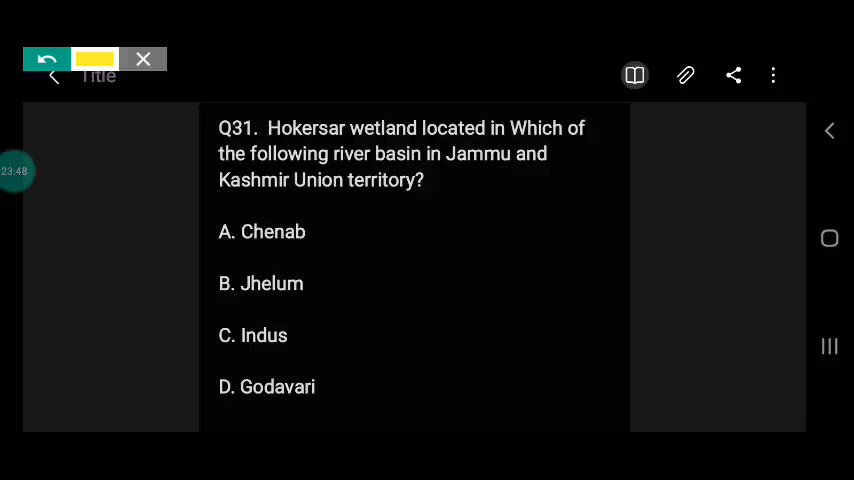 Title
23:48
Q31. Hokersar wetland located in Which of
the following river basin in Jammu and
Kashmir Union territory?
A. Chenab
B. Jhelum
C. Indus
D. Godavari